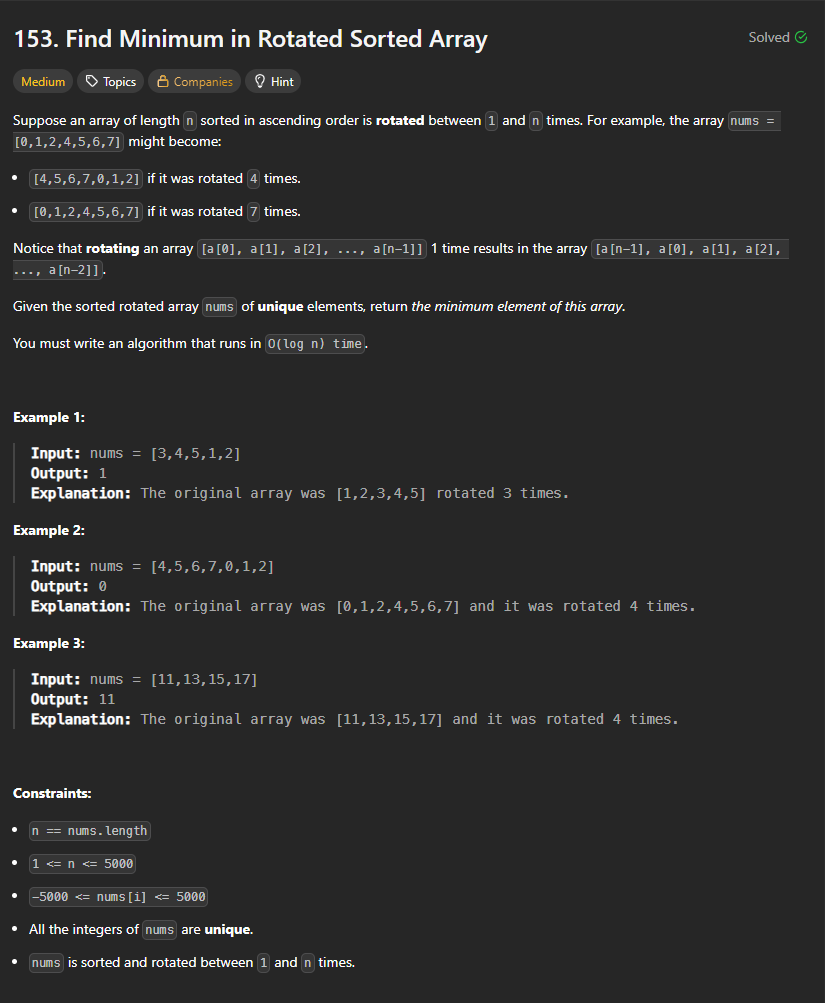 153. Find Minimum in Rotated Sorted Array
Solved
Medium Topics Companies Hint
Suppose an array of length n sorted in ascending order is rotated between 1 and n times. For example, the array nums =
[0,1,2,4,5,6,7] might become:
• [4,5,6,7,0,1,2] if it was rotated 4 times.
• [0,1,2,4,5,6,7] if it was rotated 7 times.
Notice that rotating an array [a[0], a[1], a[2], ..., a[n-1]] 1 time results in the array [a[n-1], a[0], a[1], a[2],
..., a[n-2]].
Given the sorted rotated array nums of unique elements, return the minimum element of this array.
You must write an algorithm that runs in O(log n) time.
Example 1:
Input: nums = [3,4,5,1,2]
Output: 1
Explanation: The original array was [1,2,3,4,5] rotated 3 times.
Example 2:
Input: nums = [4,5,6,7,0,1,2]
Output: 0
Explanation: The original array was [0,1,2,4,5,6,7] and it was rotated 4 times.
Example 3:
Input: nums = [11,13,15,17]
Output: 11
Explanation: The original array was [11,13,15,17] and it was rotated 4 times.
Constraints:
• n == nums.length
• 1 <= n <= 5000
• -5000 <= nums[i] <= 5000
• All the integers of nums are unique.
• nums is sorted and rotated between 1 and n times.